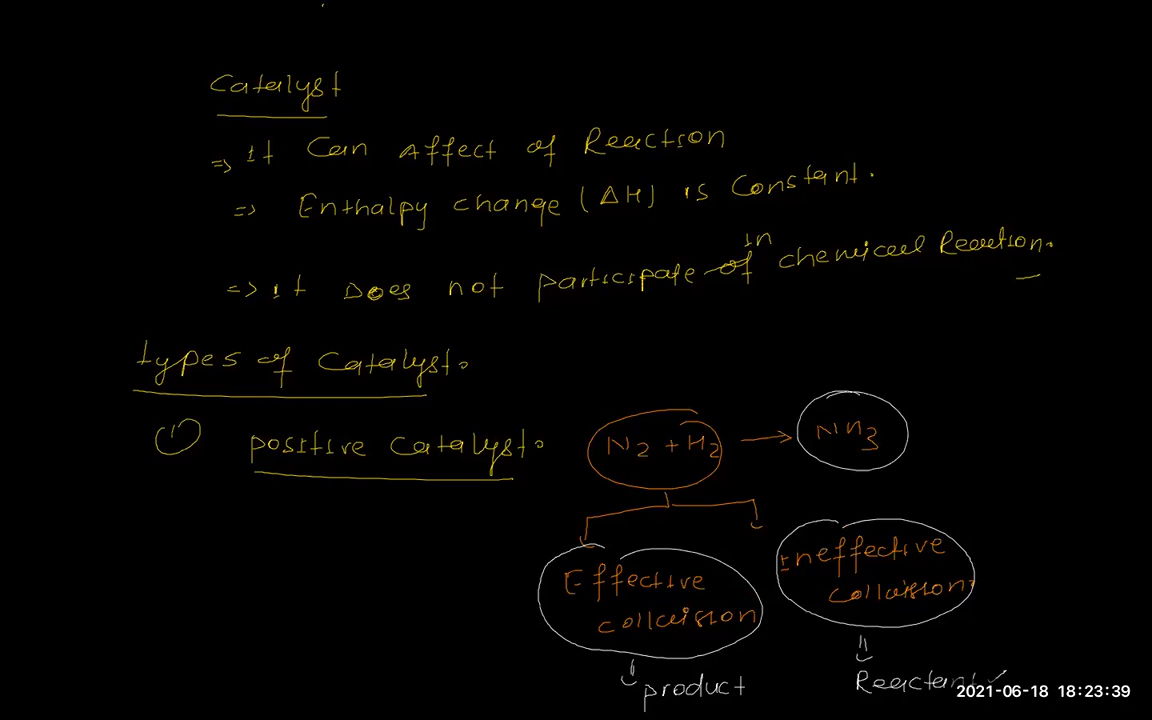 Catalyst
=> It Can Affect of Reaction
=> Enthalpy change (ΔH) is Constant.
=> It Does not participate of in chemical Reaction.
types of Catalyst.
① positive Catalyst. N2 + H2 → NH3
Effective collision
Ineffective collision
product
Reactant
2021-06-18 18:23:39